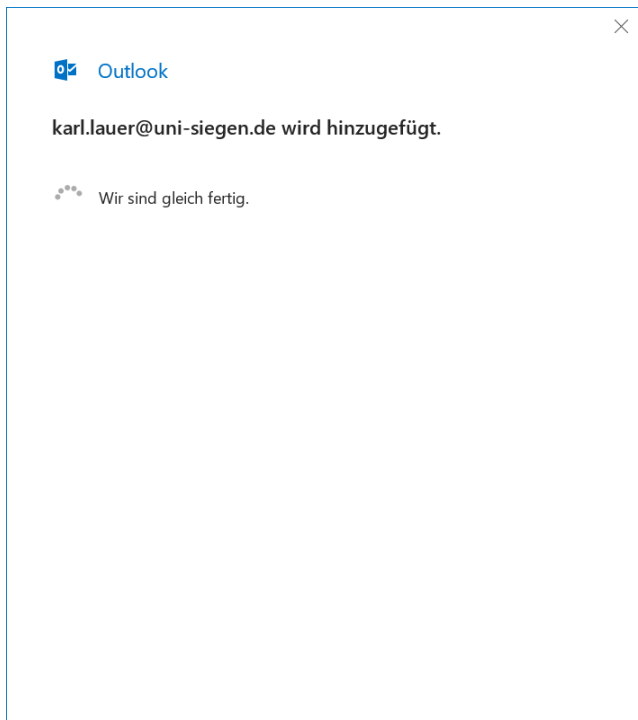 Outlook
karl.lauer@uni-siegen.de wird hinzugefügt.
Wir sind gleich fertig.